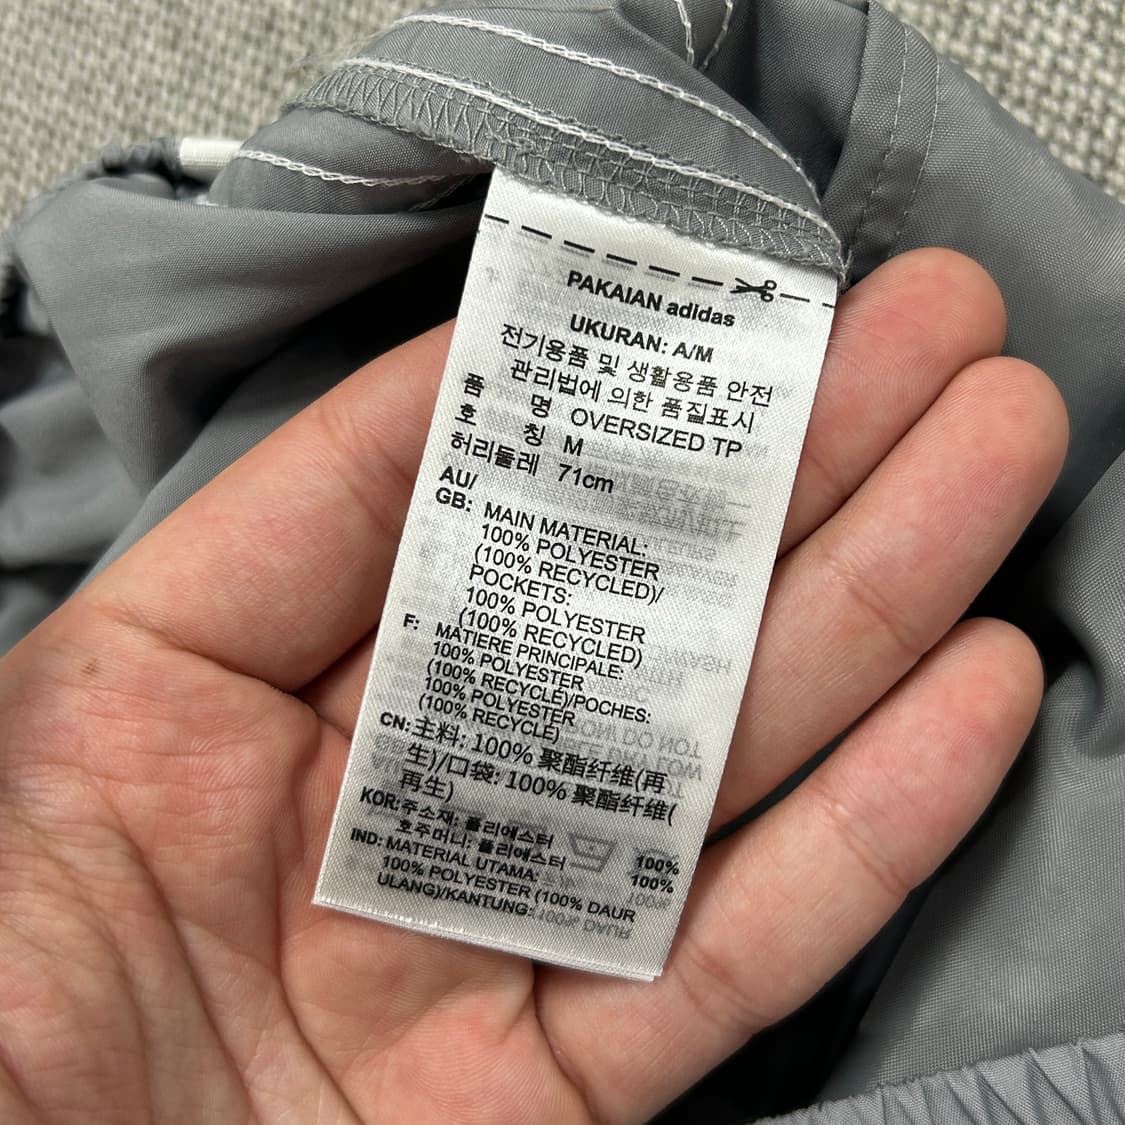 PAKAIAN adidas
UKURAN: A/M
전기용품 및 생활용품 안전
관리법에 의한 품질표시
품 명 OVERSIZED TP
호 칭 M
허리둘레 71cm
AU/
GB: MAIN MATERIAL:
100% POLYESTER
(100% RECYCLED)/
POCKETS:
100% POLYESTER
(100% RECYCLED)
F: MATIERE PRINCIPALE:
100% POLYESTER
(100% RECYCLE)/POCHES:
100% POLYESTER
(100% RECYCLE)
CN: 主料: 100% 聚酯纤维(再
生)/口袋: 100% 聚酯纤维(
再生)
KOR: 주소재: 폴리에스터 100%
호주머니: 폴리에스터 100%
IND: MATERIAL UTAMA:
100% POLYESTER (100% DAUR
ULANG)/KANTUNG: